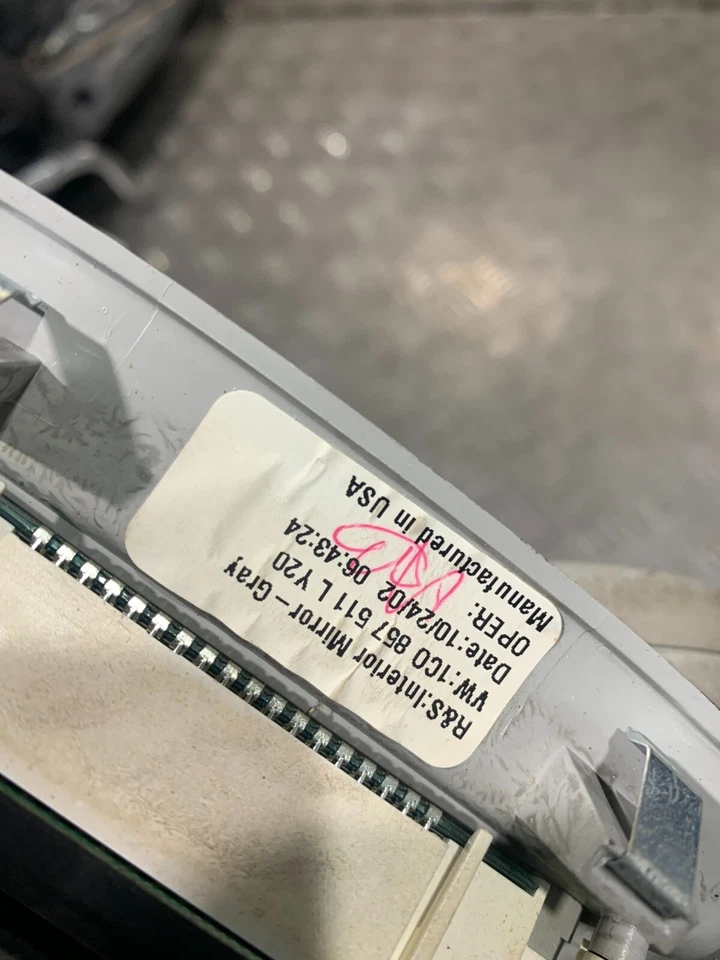 R&S:Interior Mirror-Gray
VW:1C0 857 511 L Y20
Date:10/24/02 06:43:24
OPER:
Manufactured in USA